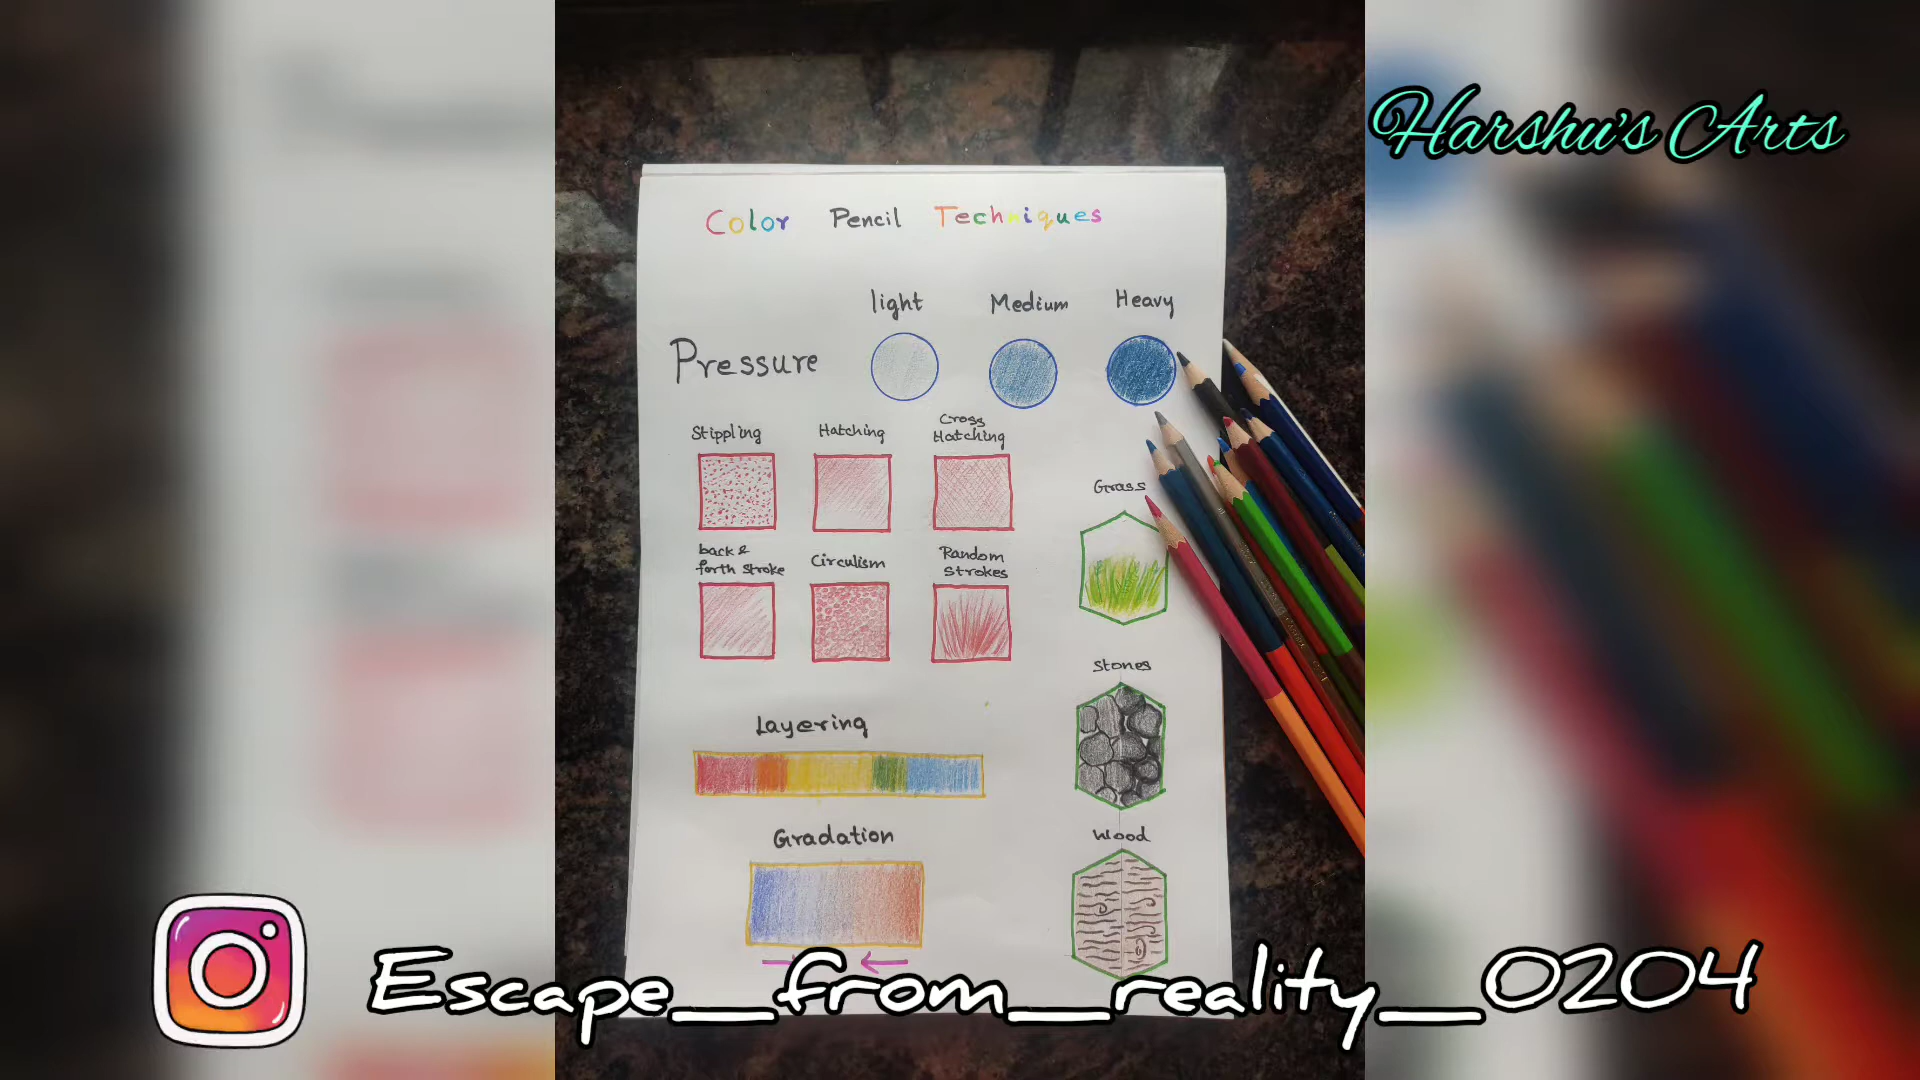 Harshu's Arts
Color Pencil Techniques
light Medium Heavy
Pressure
Stippling Hatching Cross
Hatching
Grass
back &
forth stroke Circulism Random
Strokes
Stones
Layering
Gradation
Wood
Escape__from__reality__0204